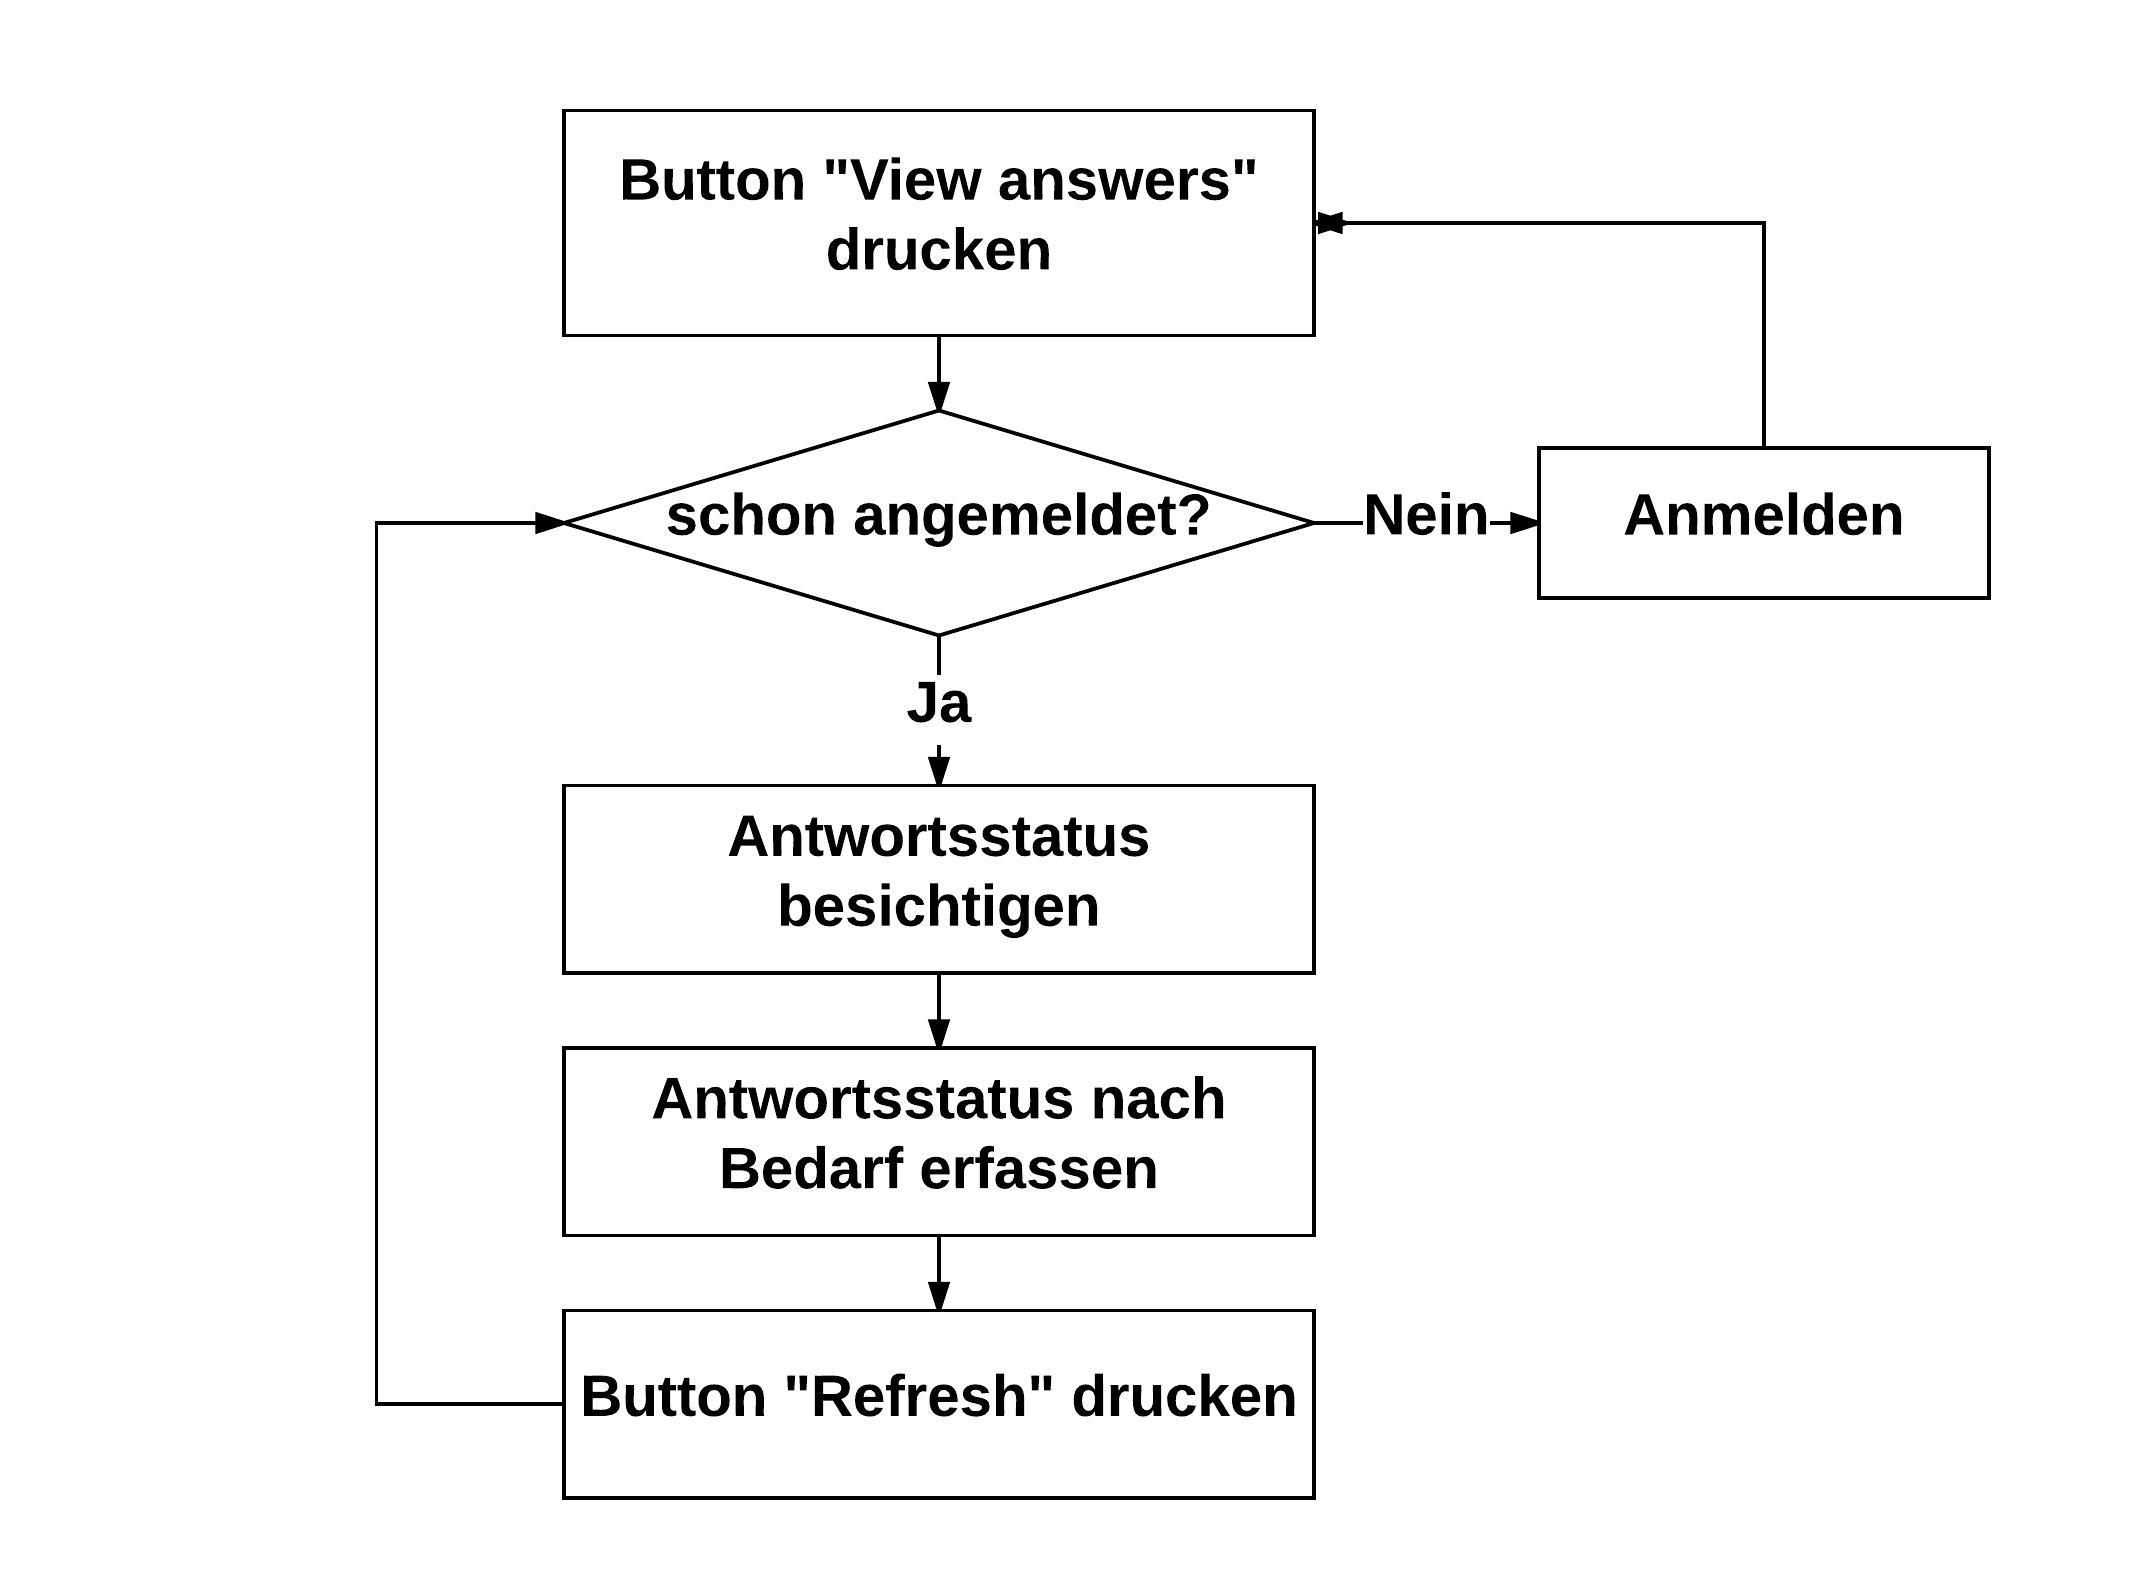 Button "View answers"
drucken
schon angemeldet?
Nein
Anmelden
Ja
Antwortsstatus
besichtigen
Antwortsstatus nach
Bedarf erfassen
Button "Refresh" drucken